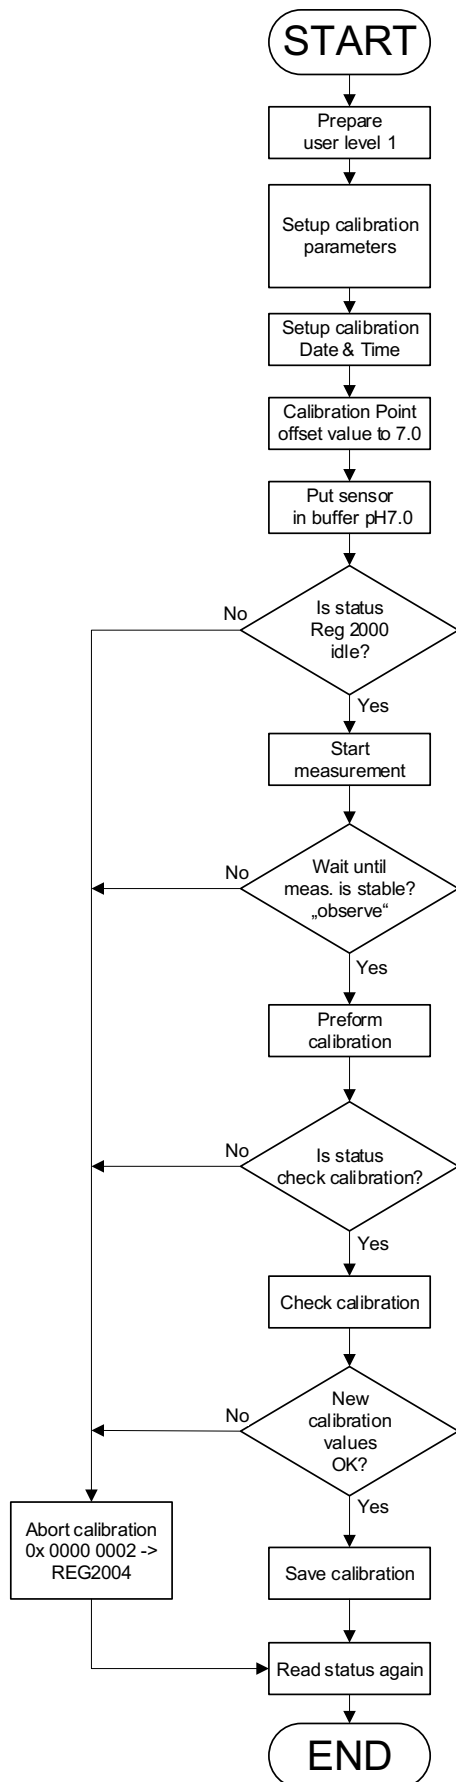 START
Prepare
user level 1
Setup calibration
parameters
Setup calibration
Date & Time
Calibration Point
offset value to 7.0
Put sensor
in buffer pH7.0
Is status
Reg 2000
idle?
No
Yes
Start
measurement
Wait until
meas. is stable?
„observe“
No
Yes
Preform
calibration
Is status
check calibration?
No
Yes
Check calibration
New
calibration
values
OK?
No
Yes
Abort calibration
0x 0000 0002 ->
REG2004
Save calibration
Read status again
END